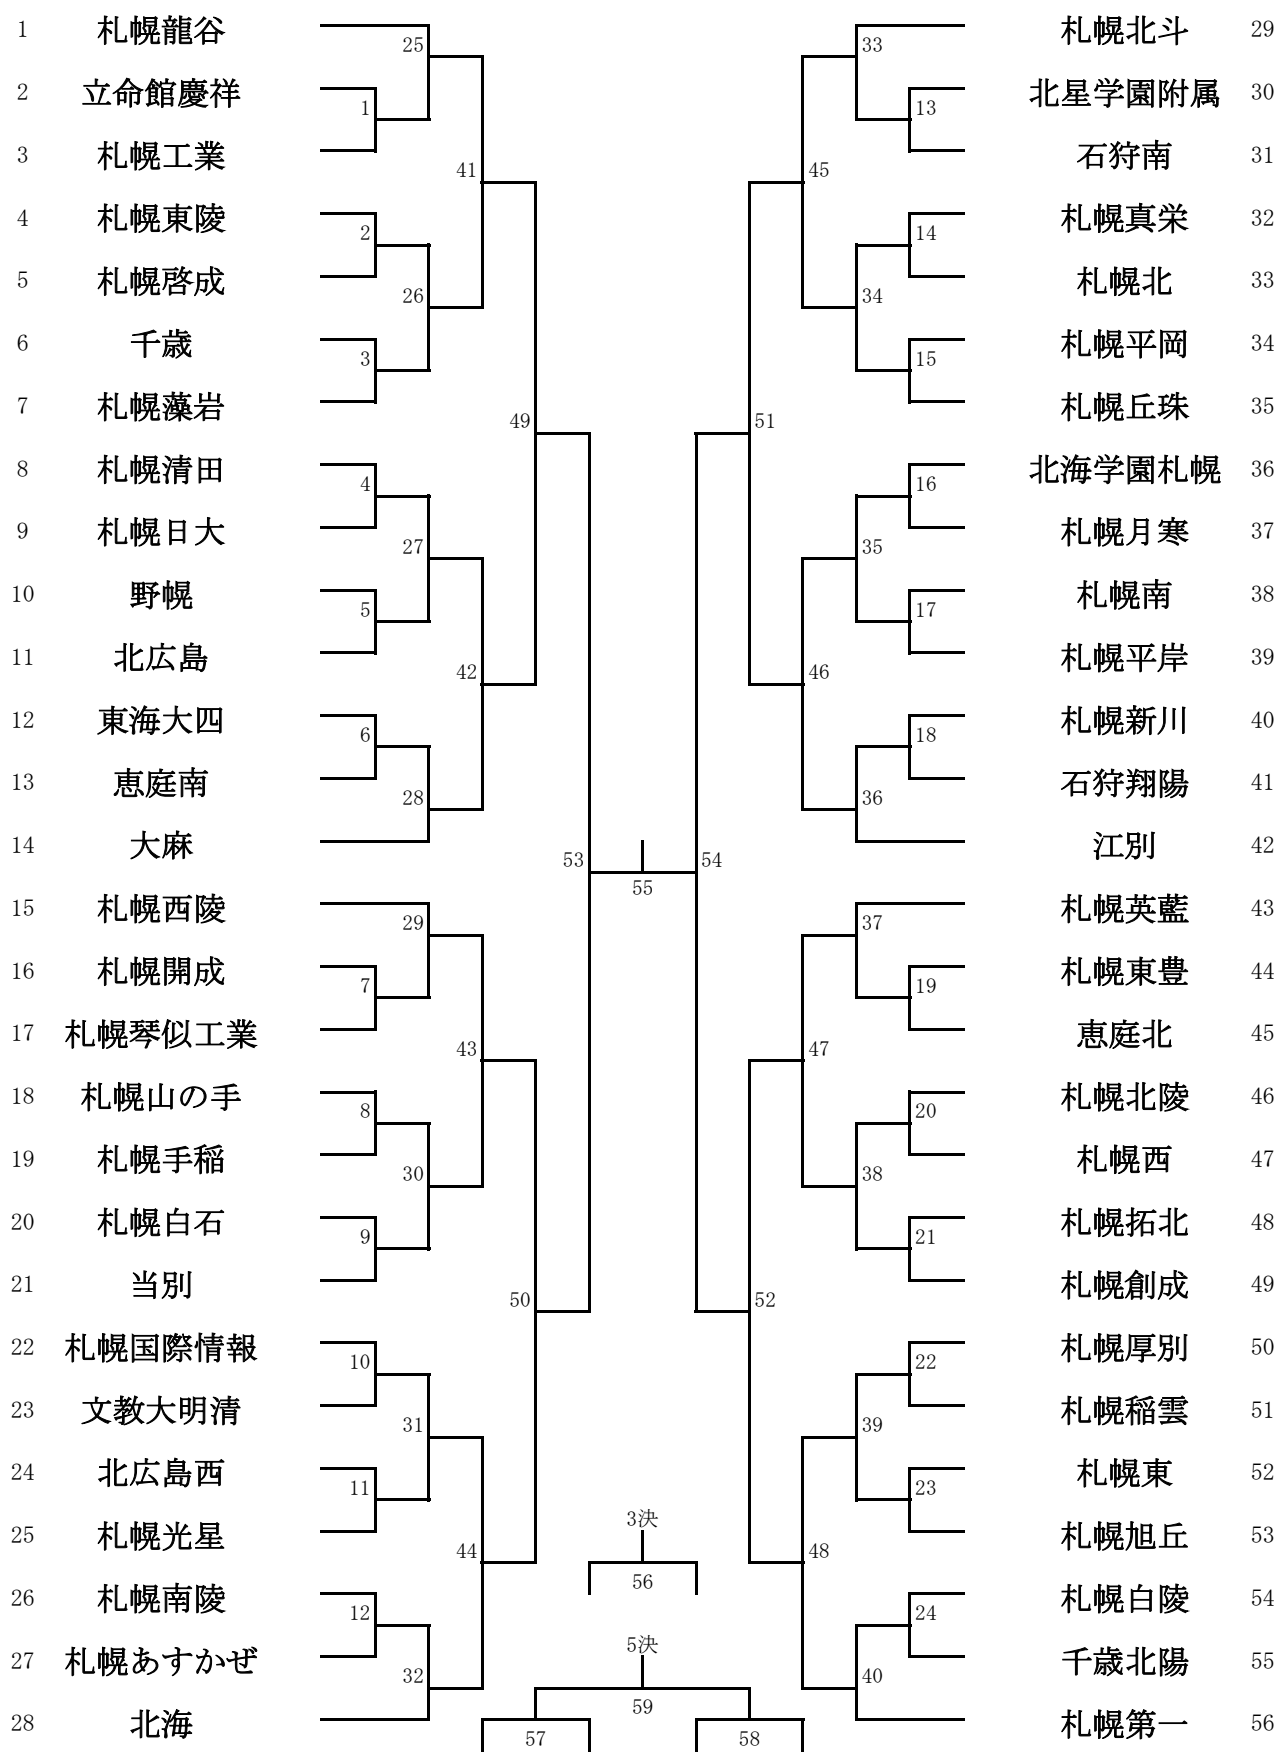 1 札幌龍谷 25 33 札幌北斗 29
2 立命館慶祥 1 13 北星学園附属 30
3 札幌工業 41 45 石狩南 31
4 札幌東陵 2 14 札幌真栄 32
5 札幌啓成 26 34 札幌北 33
6 千歳 3 15 札幌平岡 34
7 札幌藻岩 49 51 札幌丘珠 35
8 札幌清田 4 16 北海学園札幌 36
9 札幌日大 27 35 札幌月寒 37
10 野幌 5 17 札幌南 38
11 北広島 42 46 札幌平岸 39
12 東海大四 6 18 札幌新川 40
13 恵庭南 28 36 石狩翔陽 41
14 大麻 53 55 54 江別 42
15 札幌西陵 29 37 札幌英藍 43
16 札幌開成 7 19 札幌東豊 44
17 札幌琴似工業 43 47 恵庭北 45
18 札幌山の手 8 20 札幌北陵 46
19 札幌手稲 30 38 札幌西 47
20 札幌白石 9 21 札幌拓北 48
21 当別 50 52 札幌創成 49
22 札幌国際情報 10 22 札幌厚別 50
23 文教大明清 31 39 札幌稲雲 51
24 北広島西 11 23 札幌東 52
3決
25 札幌光星 44 56 48 札幌旭丘 53
26 札幌南陵 12 24 札幌白陵 54
5決
27 札幌あすかぜ 32 59 40 千歳北陽 55
28 北海 57 58 札幌第一 56